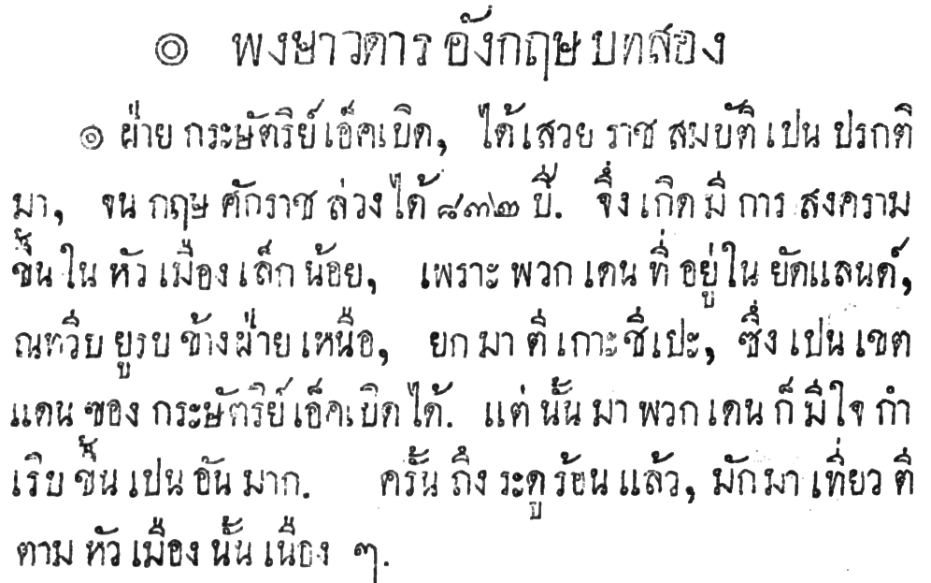 ๏ พงษาวดาร อังกฤษ บทสอง
๏ ฝ่าย กระษัตริย์ เอ็คเบิด, ได้ เสวย ราช สมบัติ เปน ปรกติ
มา, จน กฤษ ศักราช ล่วง ได้ ๘๓๒ ปี. จึ่ง เกิด มี การ สงคราม
ขึ้น ใน หัว เมือง เล็ก น้อย, เพราะ พวก เดน ที่ อยู่ ใน ยัดแลนด์,
ณทวีบ ยูรบ ข้าง ฝ่าย เหนือ, ยก มา ตี เกาะ ชีเปะ, ซึ่ง เปน เขต
แดน ของ กระษัตริย์ เอ็คเบิด ได้. แต่ นั้น มา พวก เดน ก็ มี ใจ กำ
เริบ ขึ้น เปน อัน มาก. ครั้น ถึง ระดู ร้อน แล้ว, มัก มา เที่ยว ตี
ตาม หัว เมือง นั้น เนือง ๆ.